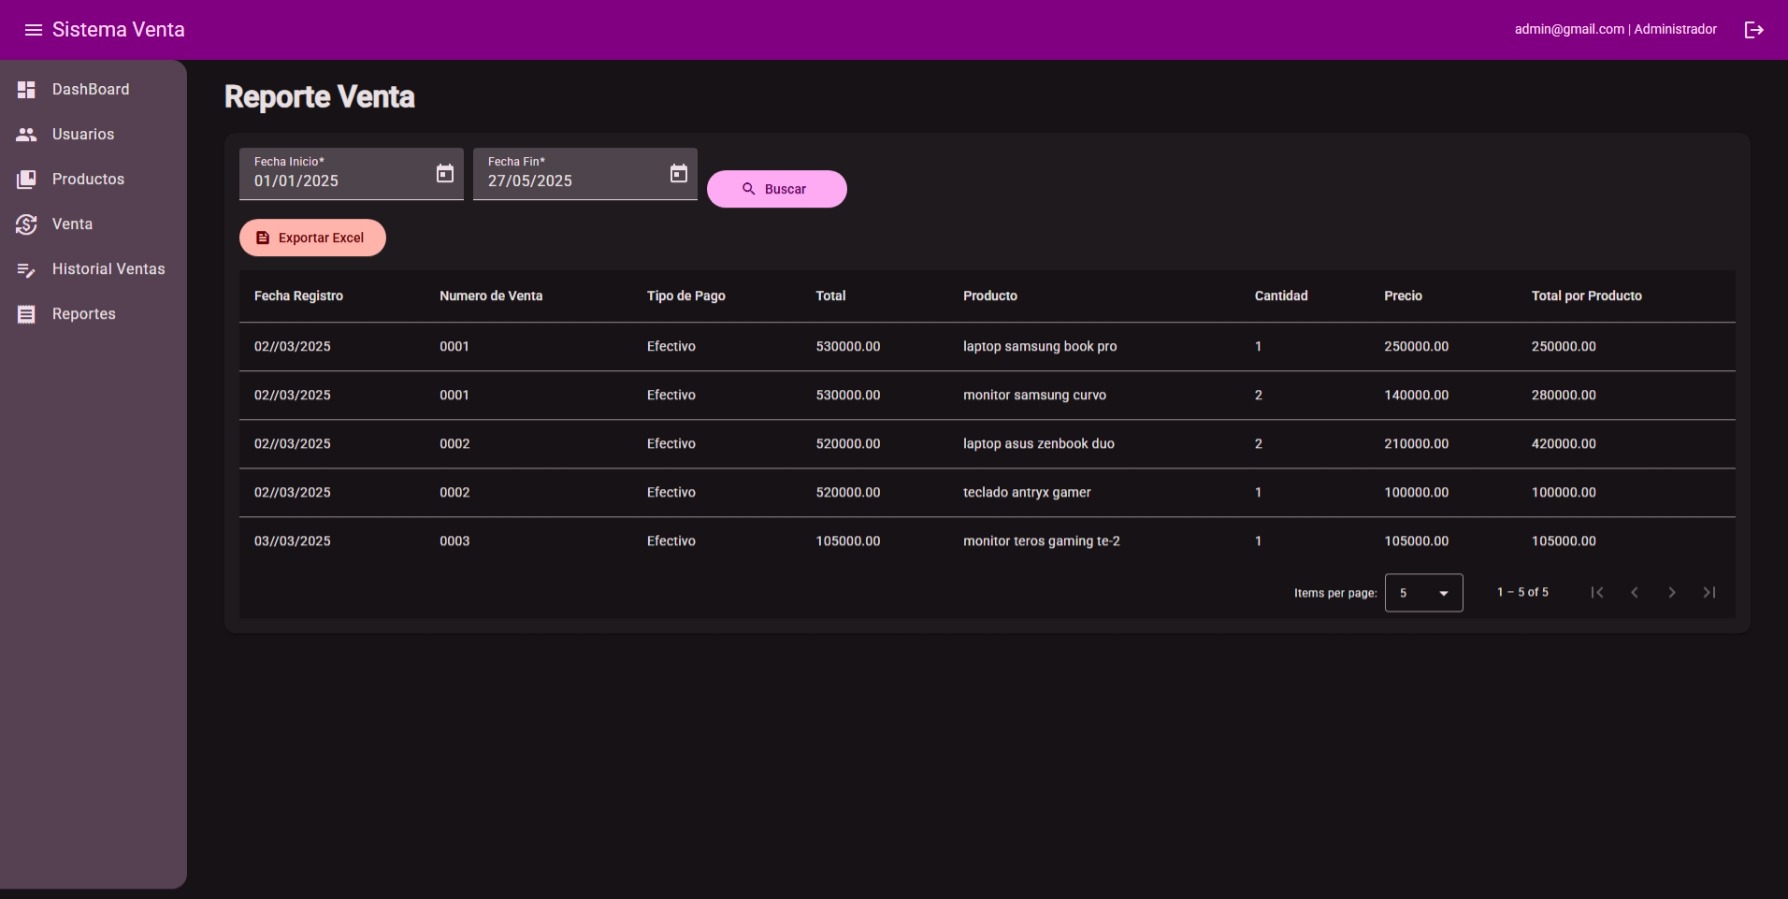 Sistema Venta
admin@gmail.com | Administrador
DashBoard
Usuarios
Productos
Venta
Historial Ventas
Reportes
Reporte Venta
Fecha Inicio*
01/01/2025
Fecha Fin*
27/05/2025
Buscar
Exportar Excel
Fecha Registro Numero de Venta Tipo de Pago Total Producto Cantidad Precio Total por Producto
02//03/2025 0001 Efectivo 530000.00 laptop samsung book pro 1 250000.00 250000.00
02//03/2025 0001 Efectivo 530000.00 monitor samsung curvo 2 140000.00 280000.00
02//03/2025 0002 Efectivo 520000.00 laptop asus zenbook duo 2 210000.00 420000.00
02//03/2025 0002 Efectivo 520000.00 teclado antryx gamer 1 100000.00 100000.00
03//03/2025 0003 Efectivo 105000.00 monitor teros gaming te-2 1 105000.00 105000.00
Items per page: 5 1 – 5 of 5